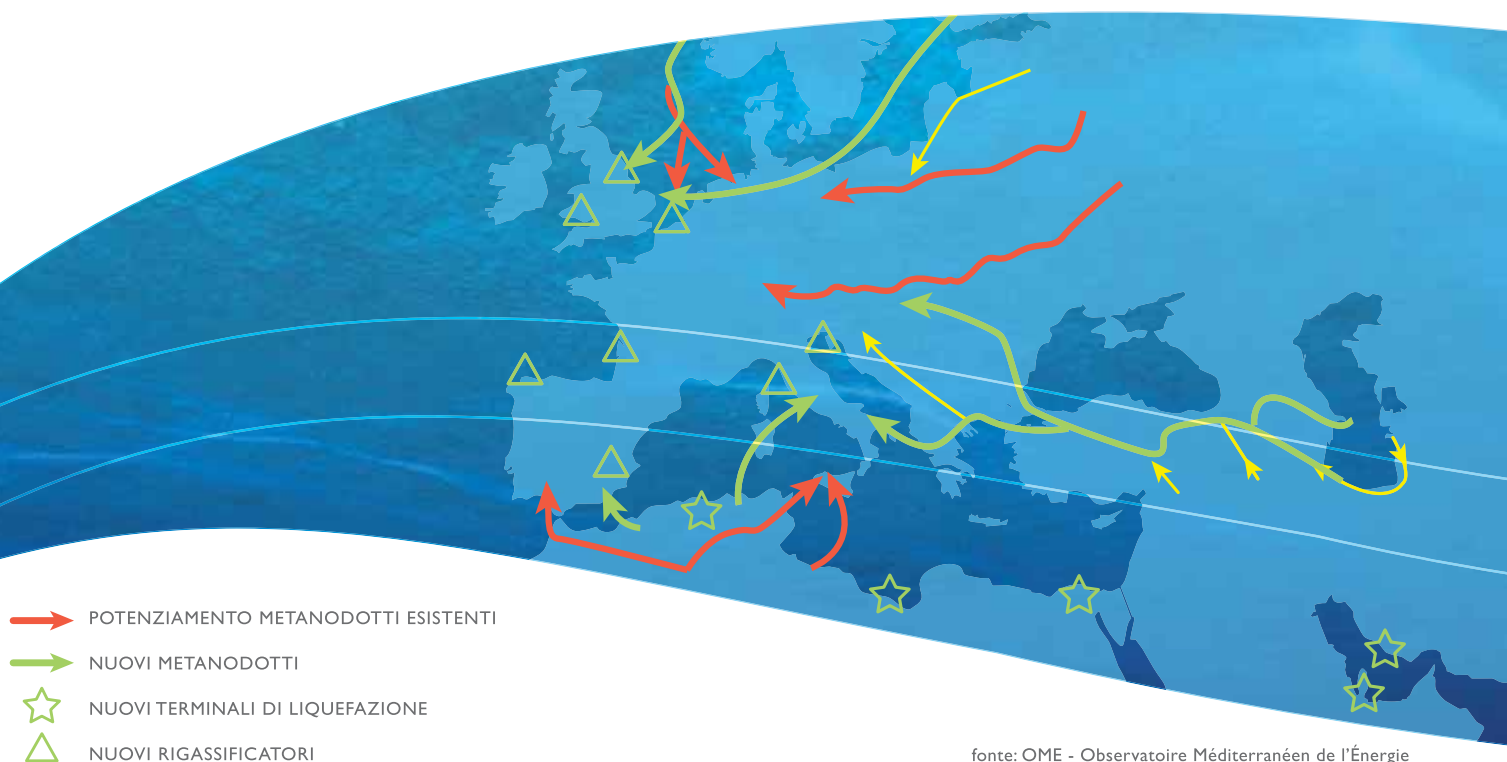 POTENZIAMENTO METANODOTTI ESISTENTI
NUOVI METANODOTTI
NUOVI TERMINALI DI LIQUEFAZIONE
NUOVI RIGASSIFICATORI
fonte: OME - Observatoire Méditerranéen de l'Énergie